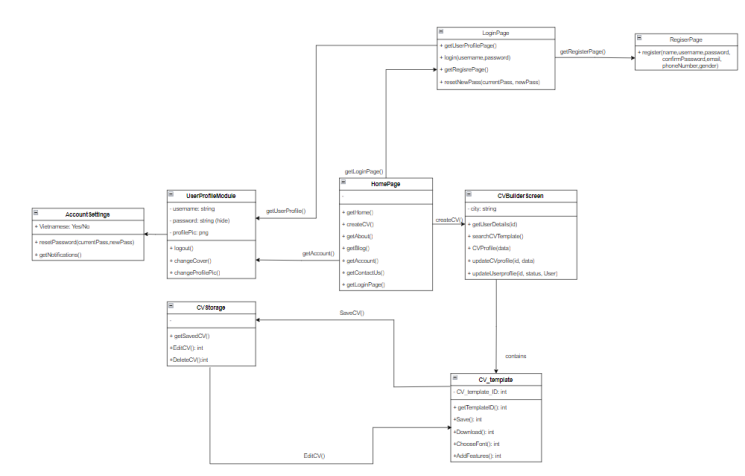 LoginPage
+ getUserProfilePage()
+ login(username,password)
+ getRegisrePage()
+ resetNewPass(currentPass, newPass)
getRegisterPage()
RegiserPage
+ register(name,username,password,
confirmPassword,email,
phoneNumber,gender)
getLoginPage()
HomePage
-
+ getHome()
+ createCV()
+ getAbout()
+ getBlog()
+ getAccount()
+ getContactUs()
+ getLoginPage()
UserProfileModule
- username: string
- password: string (hide)
- profilePic: png
+ logout()
+ changeCover()
+ changeProfilePic()
getUserProfile()
getAccount()
AccountSettings
+ Vietnamese: Yes/No
+ resetPassword(currentPass,newPass)
+ getNotifications()
createCV()
CVBuilderScreen
- city: string
+ getUserDetails(id)
+ searchCVTemplate()
+ CVProfile(data)
+ updateCVprofile(id, data)
+ updateUserprofile(id, status, User)
CVStorage
-
+ getSavedCV()
+EditCV(): int
+DeleteCV():int
SaveCV()
contains
CV_template
- CV_template_ID: int
+ getTemplateID(): int
+Save(): int
+Download(): int
+ChooseFont(): int
+AddFeatures(): int
EditCV()